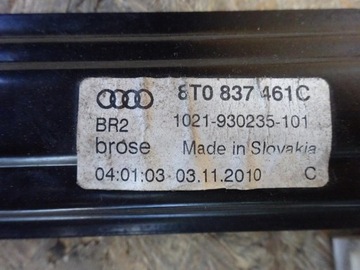 8T0 837 461C
BR2 1021-930235-101
brose Made in Slovakia
04:01:03 03.11.2010 C